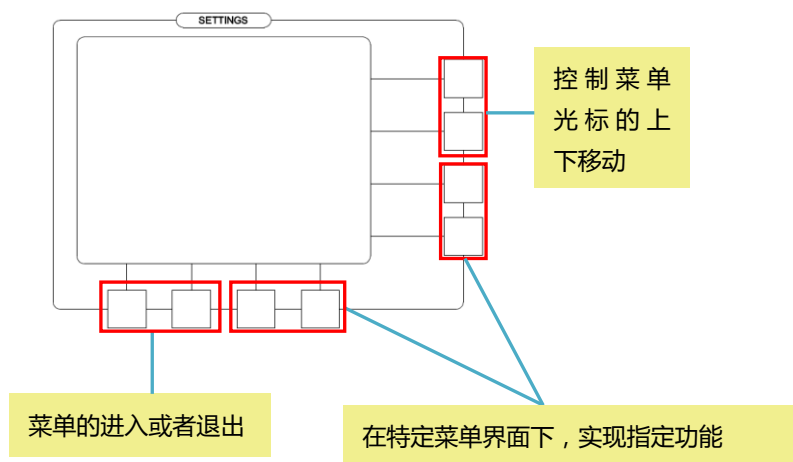 SETTINGS
控制菜单
光标的上
下移动
菜单的进入或者退出
在特定菜单界面下，实现指定功能